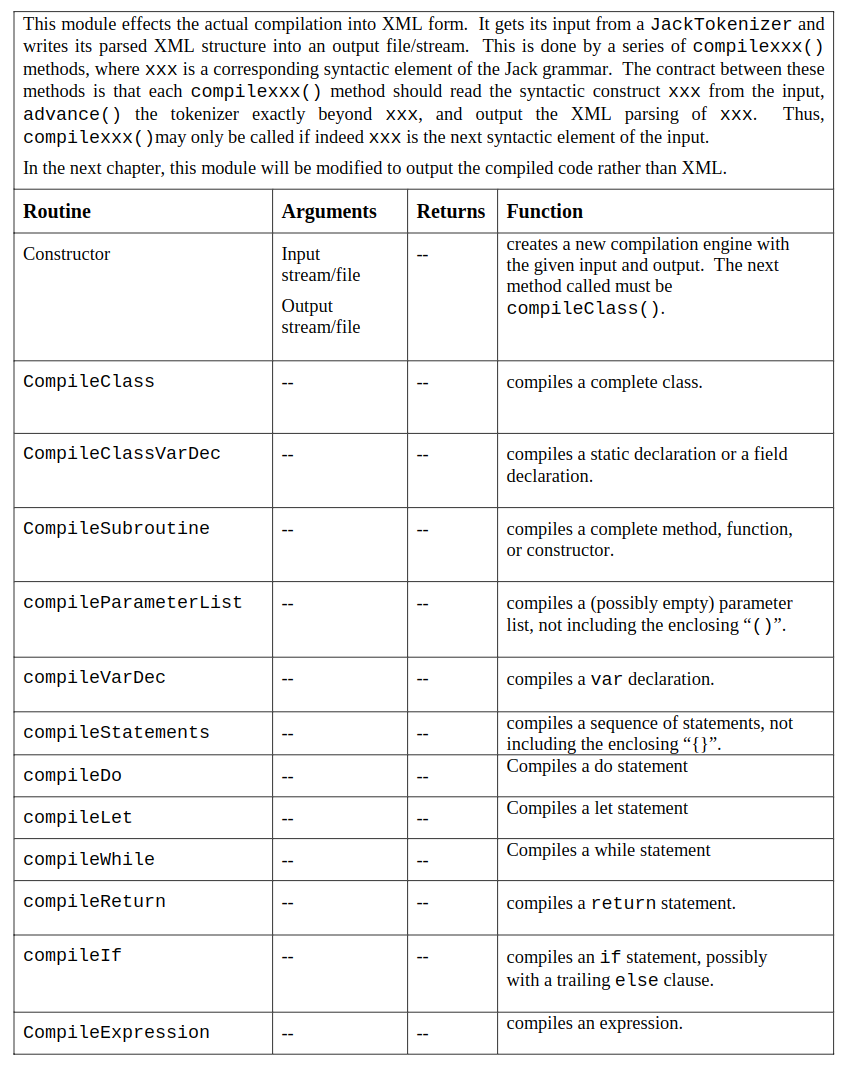 This module effects the actual compilation into XML form.  It gets its input from a JackTokenizer and
writes its parsed XML structure into an output file/stream.  This is done by a series of compilexxx()
methods, where xxx is a corresponding syntactic element of the Jack grammar.  The contract between these
methods is that each compilexxx() method should read the syntactic construct xxx from the input,
advance() the tokenizer exactly beyond xxx, and output the XML parsing of xxx.  Thus,
compilexxx()may only be called if indeed xxx is the next syntactic element of the input.
In the next chapter, this module will be modified to output the compiled code rather than XML.
Routine Arguments Returns Function
Constructor Input -- creates a new compilation engine with
stream/file the given input and output.  The next
Output method called must be
stream/file compileClass().
CompileClass -- -- compiles a complete class.
CompileClassVarDec -- -- compiles a static declaration or a field
declaration.
CompileSubroutine -- -- compiles a complete method, function,
or constructor.
compileParameterList -- -- compiles a (possibly empty) parameter
list, not including the enclosing “()”.
compileVarDec -- -- compiles a var declaration.
compileStatements -- -- compiles a sequence of statements, not
including the enclosing “{}”.
compileDo -- -- Compiles a do statement
compileLet -- -- Compiles a let statement
compileWhile -- -- Compiles a while statement
compileReturn -- -- compiles a return statement.
compileIf -- -- compiles an if statement, possibly
with a trailing else clause.
CompileExpression -- -- compiles an expression.